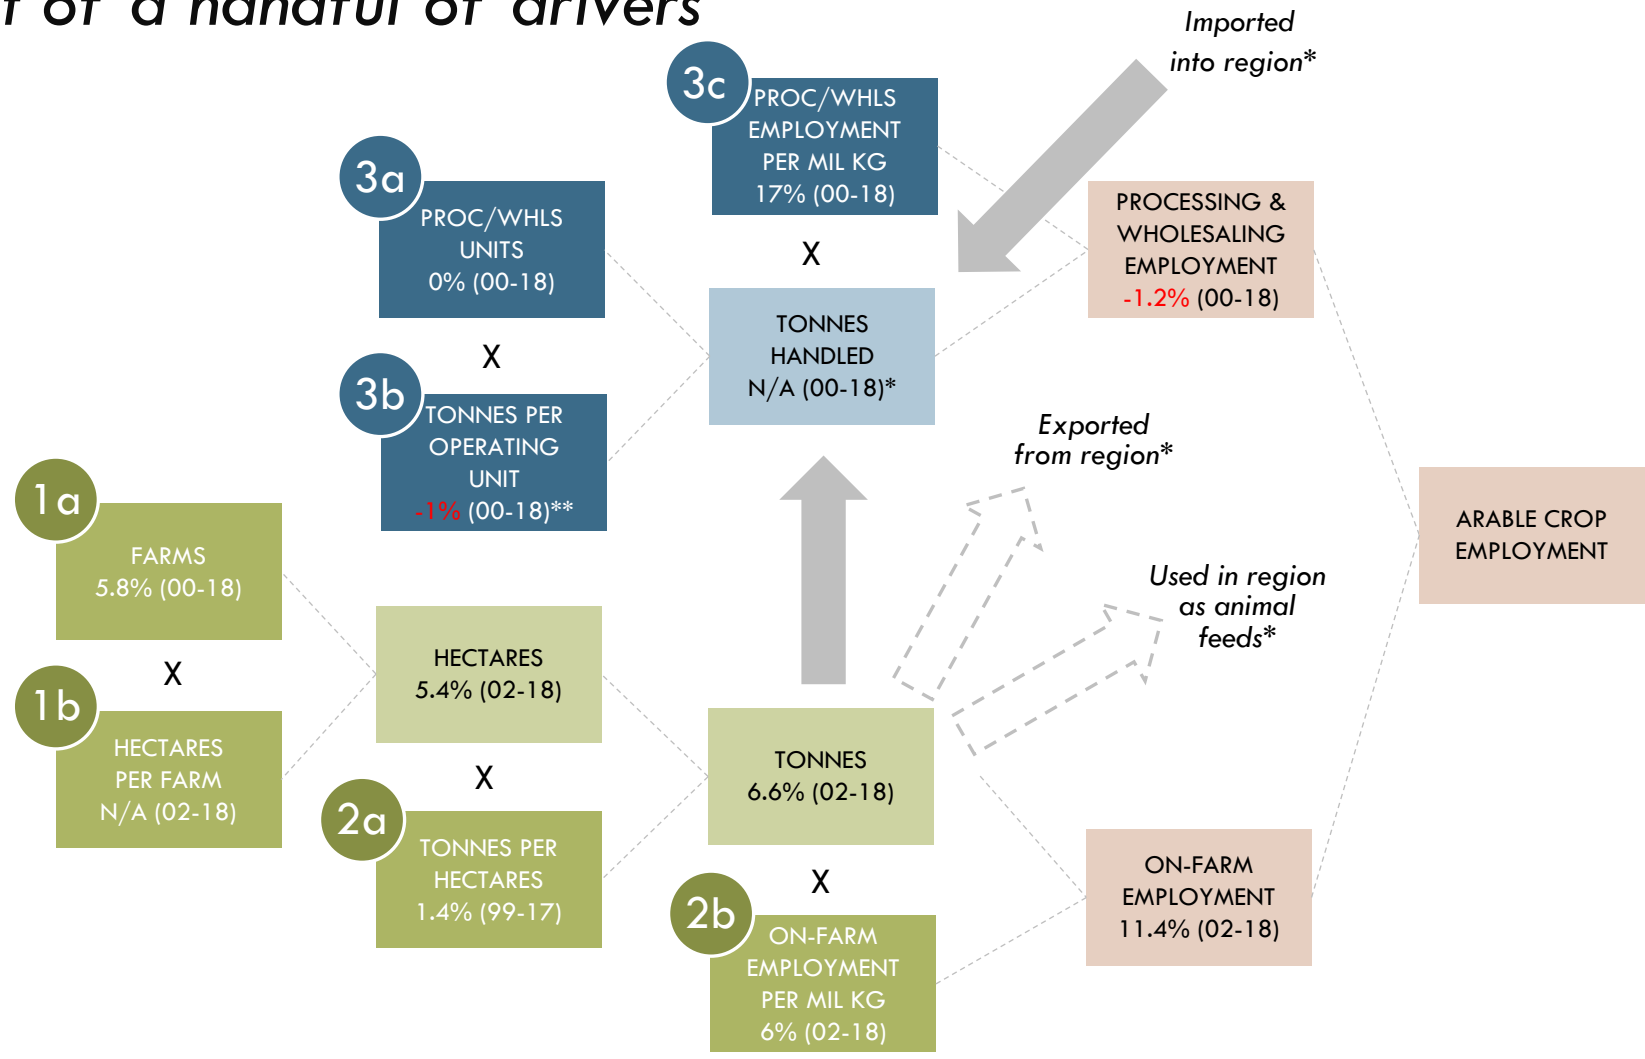 of a handful of drivers
Imported
into region*
3c
PROC/WHLS
EMPLOYMENT
PER MIL KG
17% (00-18)
3a
PROC/WHLS
UNITS
0% (00-18)
X
PROCESSING &
WHOLESALING
EMPLOYMENT
-1.2% (00-18)
X
TONNES
HANDLED
N/A (00-18)*
3b
TONNES PER
OPERATING
UNIT
-1% (00-18)**
Exported
from region*
1a
FARMS
5.8% (00-18)
ARABLE CROP
EMPLOYMENT
Used in region
as animal
feeds*
X
HECTARES
5.4% (02-18)
1b
HECTARES
PER FARM
N/A (02-18)
X
TONNES
6.6% (02-18)
2a
TONNES PER
HECTARES
1.4% (99-17)
X
2b
ON-FARM
EMPLOYMENT
PER MIL KG
6% (02-18)
ON-FARM
EMPLOYMENT
11.4% (02-18)